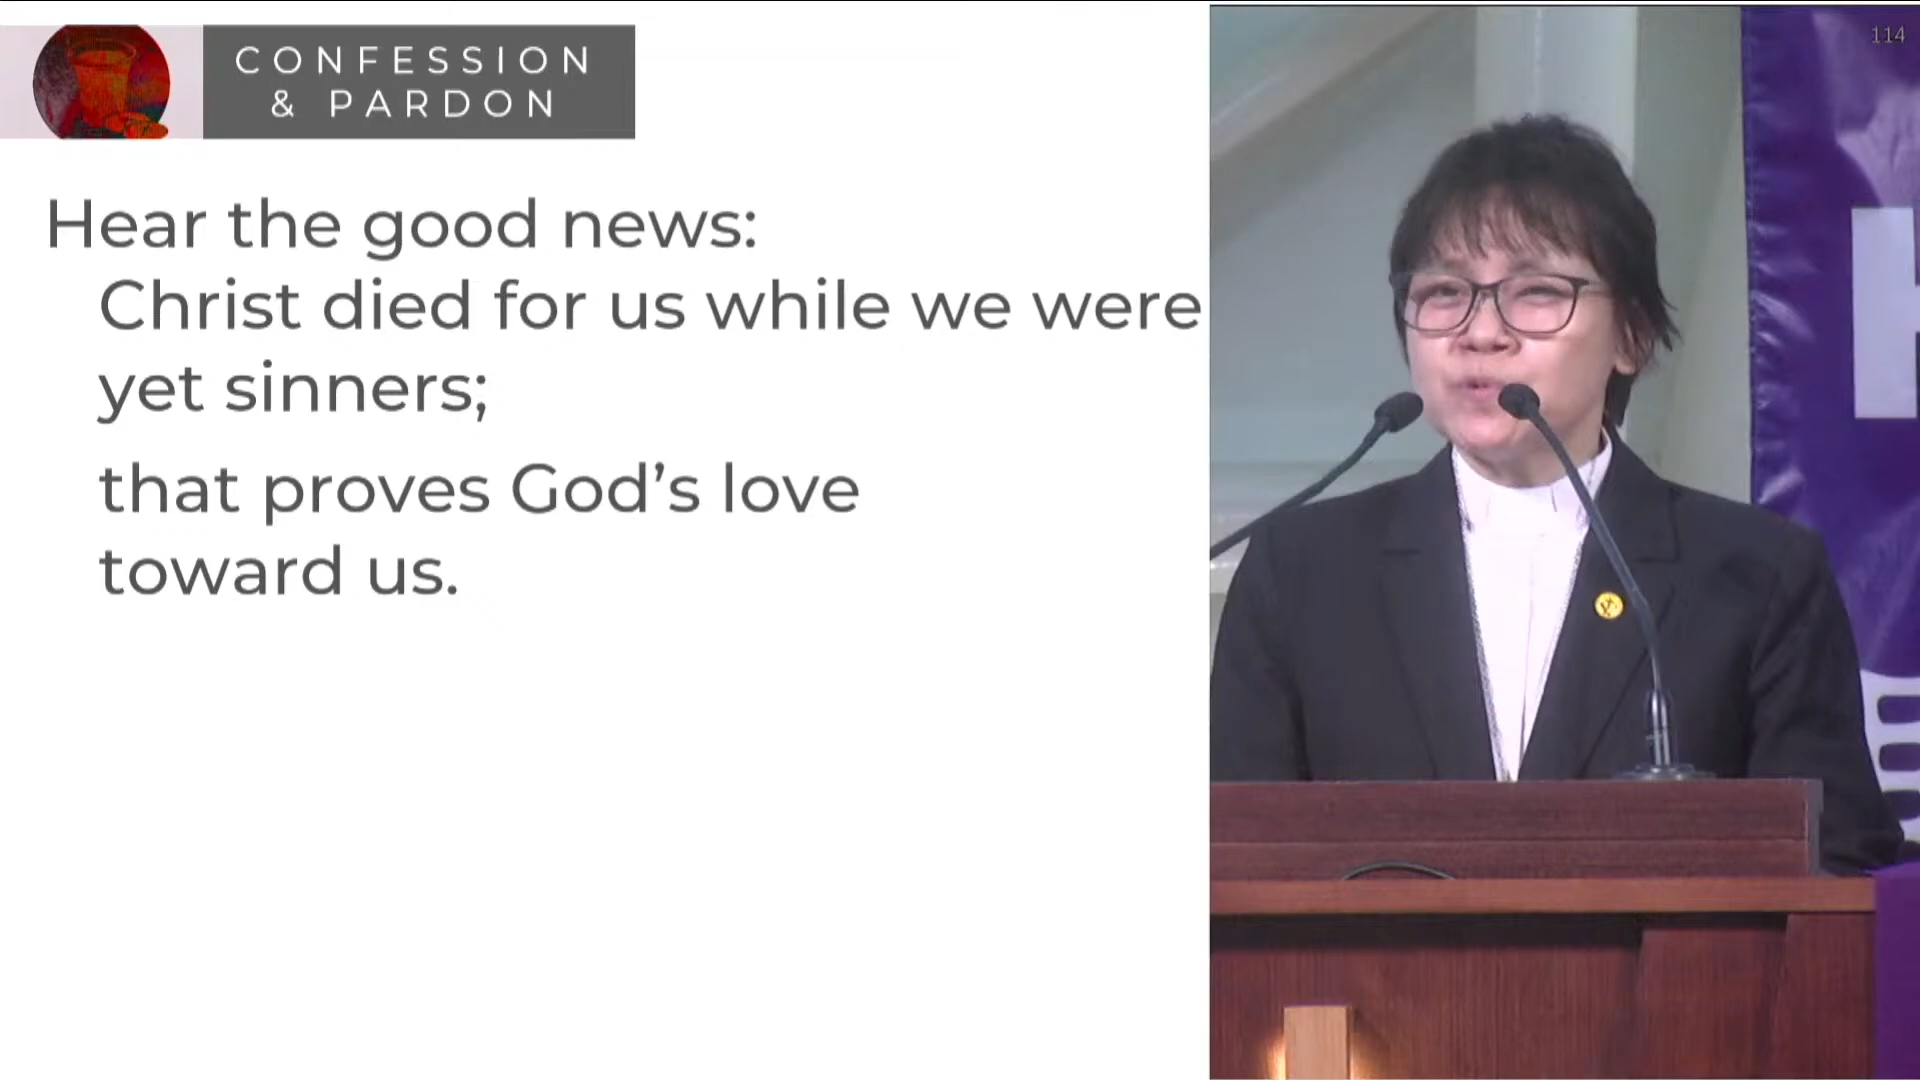 CONFESSION
& PARDON
114
Hear the good news:
Christ died for us while we were
yet sinners;
that proves God’s love
toward us.